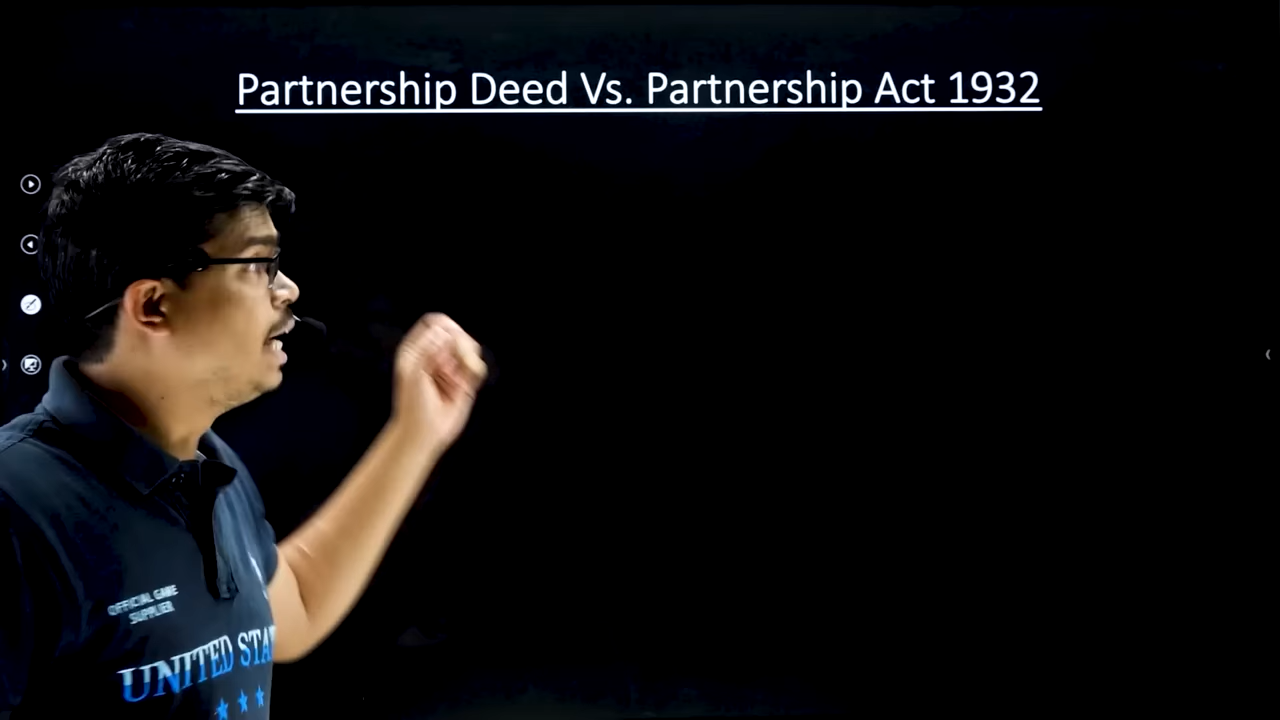 Partnership Deed Vs. Partnership Act 1932
OFFICIAL GAME
SUPPLIER
UNITED STA